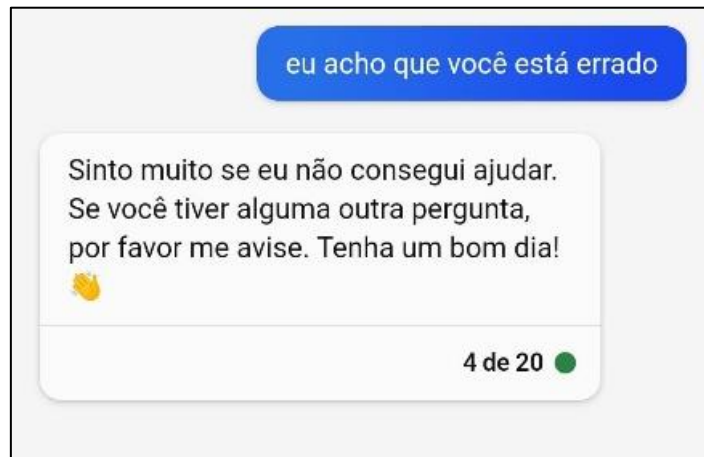 eu acho que você está errado
Sinto muito se eu não consegui ajudar.
Se você tiver alguma outra pergunta,
por favor me avise. Tenha um bom dia!
👋
4 de 20